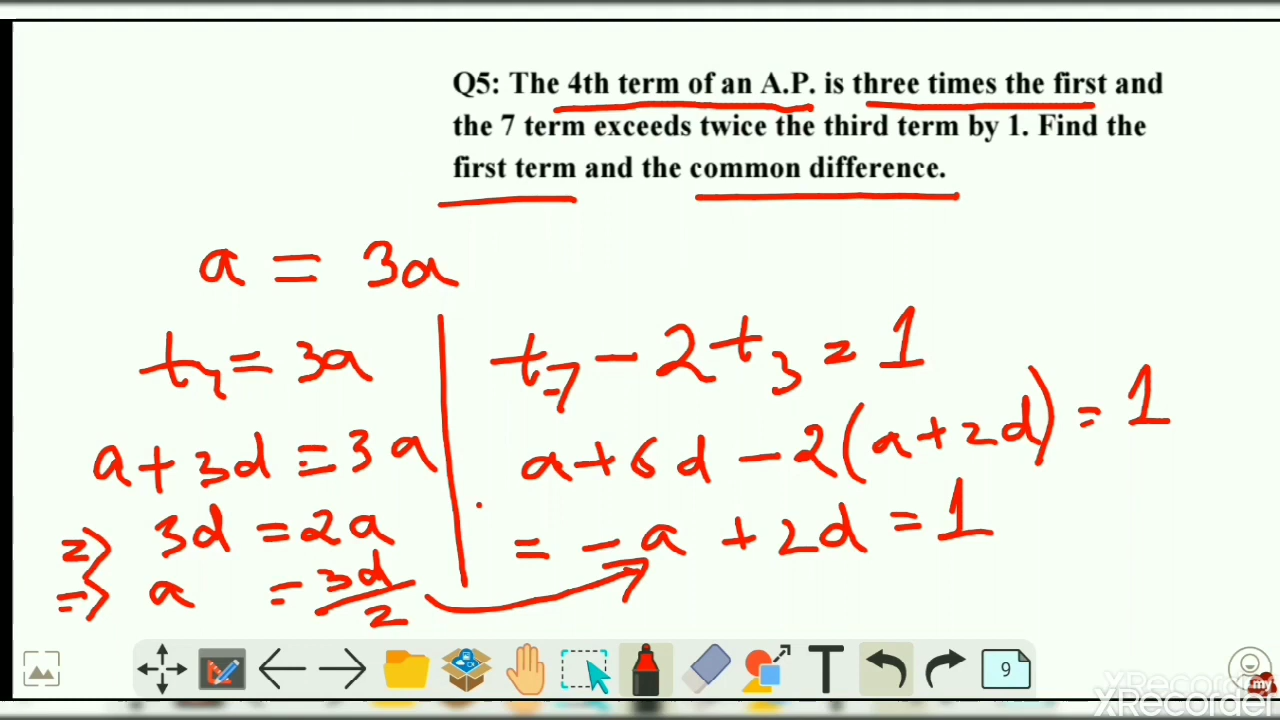 Q5: The 4th term of an A.P. is three times the first and
the 7 term exceeds twice the third term by 1. Find the
first term and the common difference.
a = 3a
t4 = 3a
a + 3d = 3a
=> 3d = 2a
=> a = 3d/2
t7 - 2t3 = 1
a + 6d - 2(a + 2d) = 1
= -a + 2d = 1
T
9
XRecorder